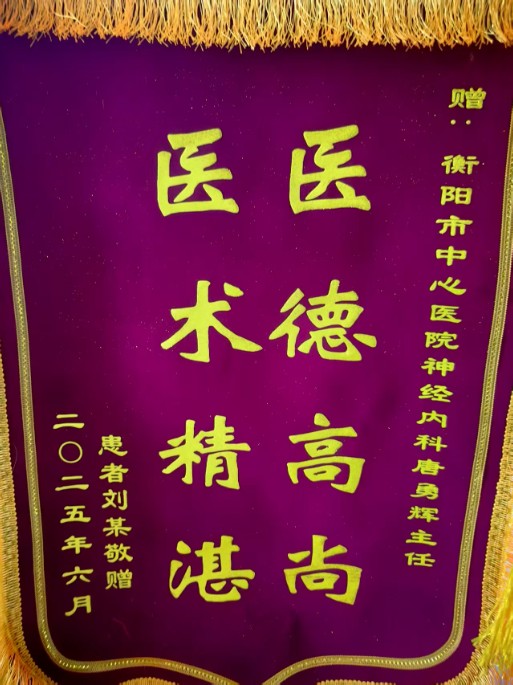 赠：衡阳市中心医院神经内科唐勇辉主任
医德高尚
医术精湛
患者刘某敬赠
二〇二五年六月